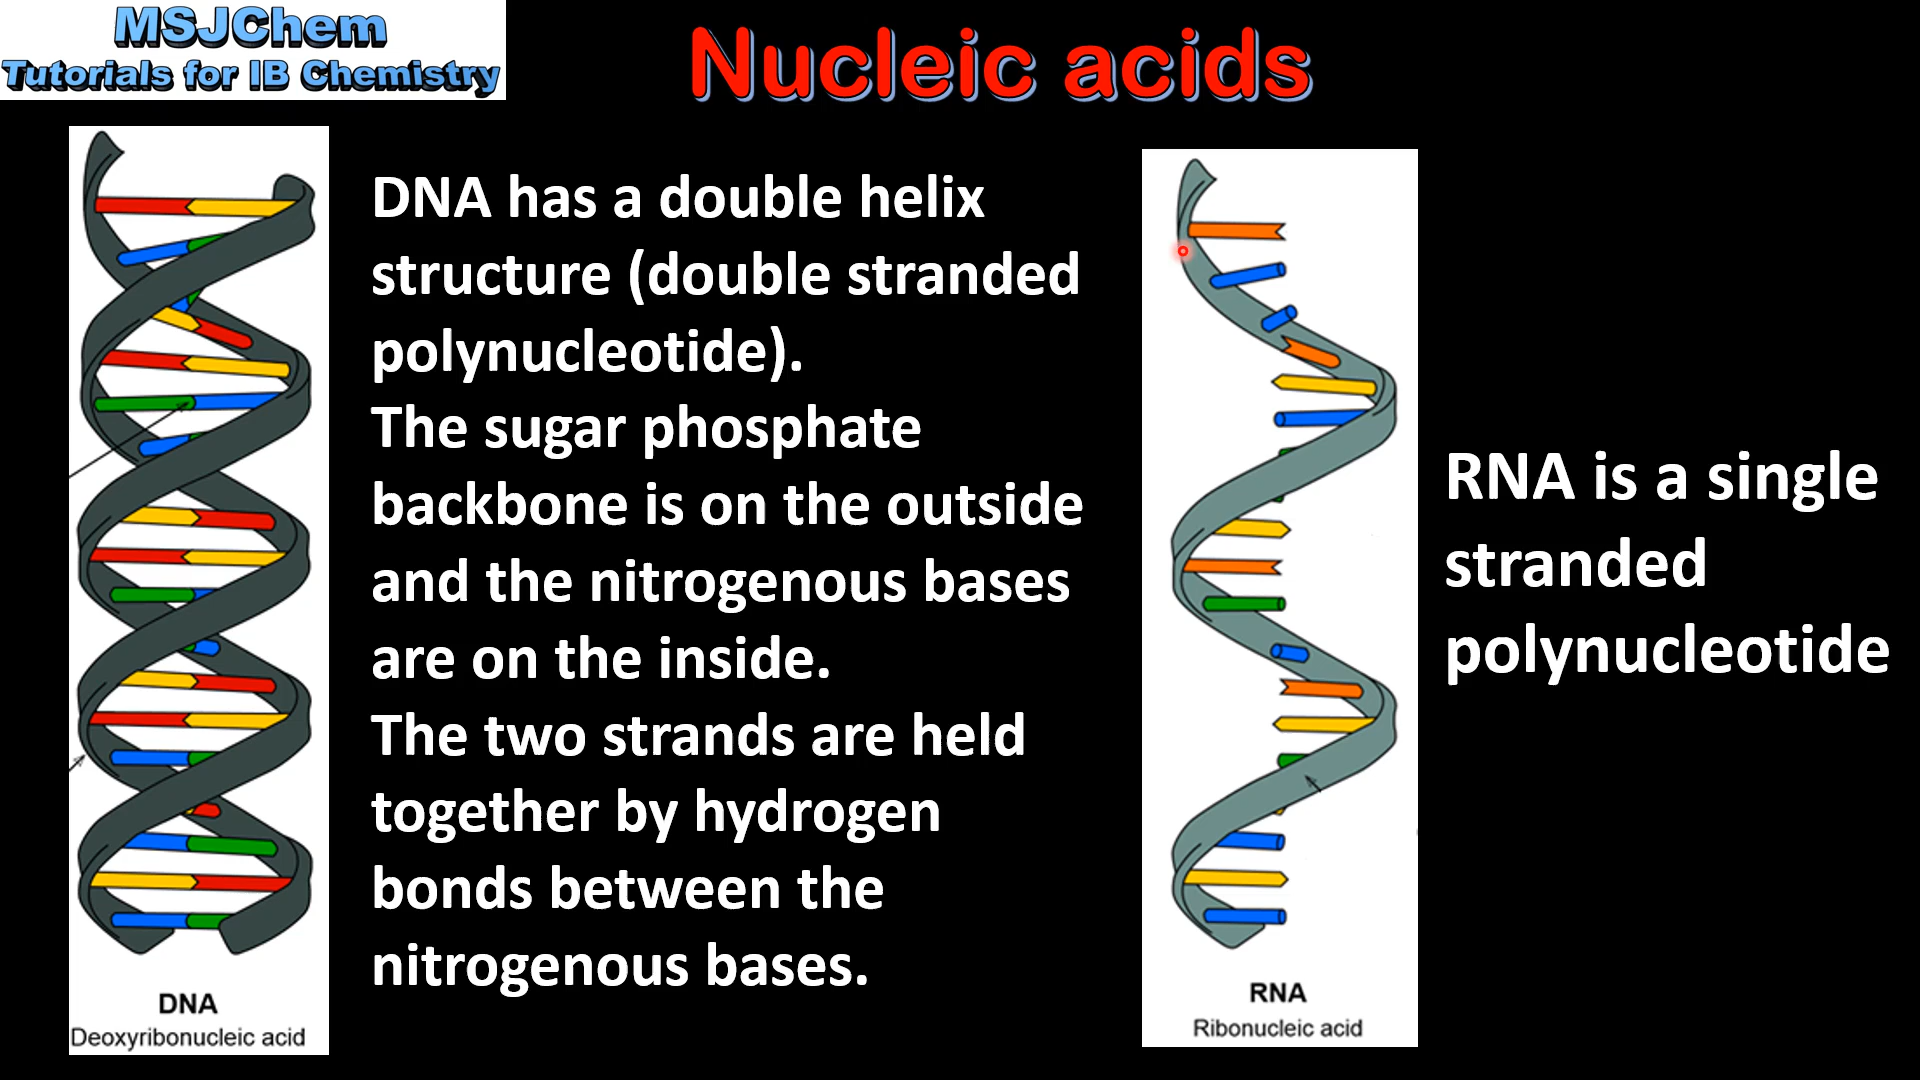 MSJChem
Tutorials for IB Chemistry
Nucleic acids
DNA has a double helix
structure (double stranded
polynucleotide).
The sugar phosphate
backbone is on the outside
and the nitrogenous bases
are on the inside.
The two strands are held
together by hydrogen
bonds between the
nitrogenous bases.
DNA
Deoxyribonucleic acid
RNA
Ribonucleic acid
RNA is a single
stranded
polynucleotide